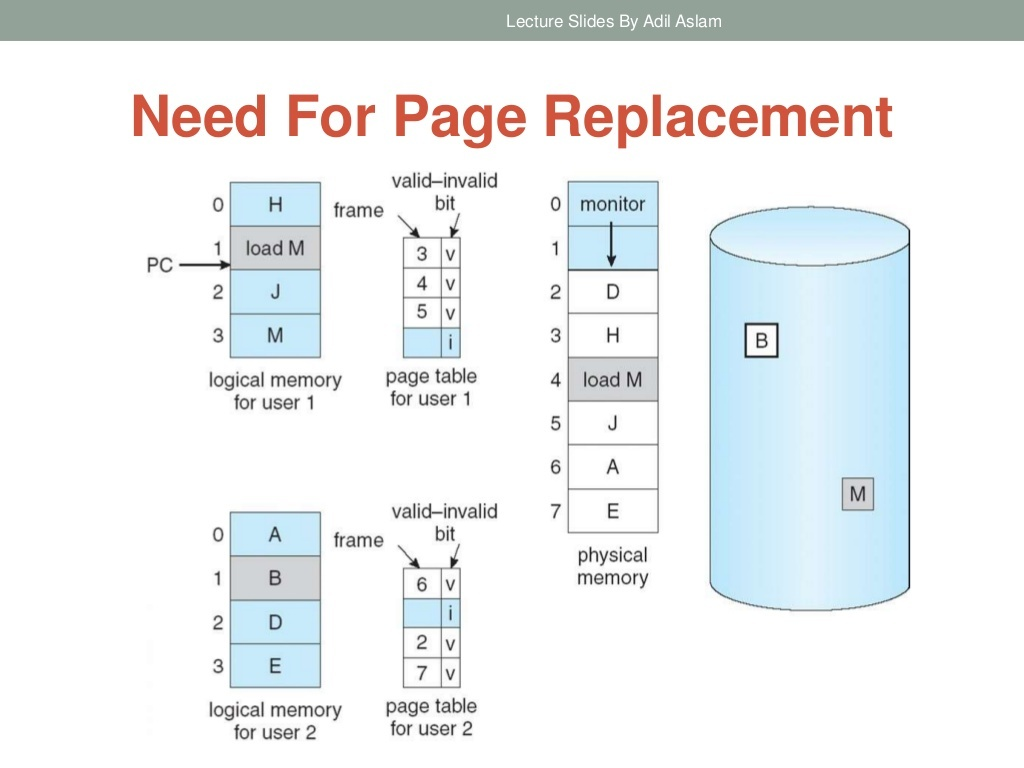 Lecture Slides By Adil Aslam
Need For Page Replacement
0 H
1 load M
PC
2 J
3 M
logical memory
for user 1
valid–invalid
bit
frame
3 v
4 v
5 v
i
page table
for user 1
0 monitor
1
2 D
3 H
4 load M
5 J
6 A
7 E
physical
memory
B
M
0 A
1 B
2 D
3 E
logical memory
for user 2
valid–invalid
bit
frame
6 v
i
2 v
7 v
page table
for user 2